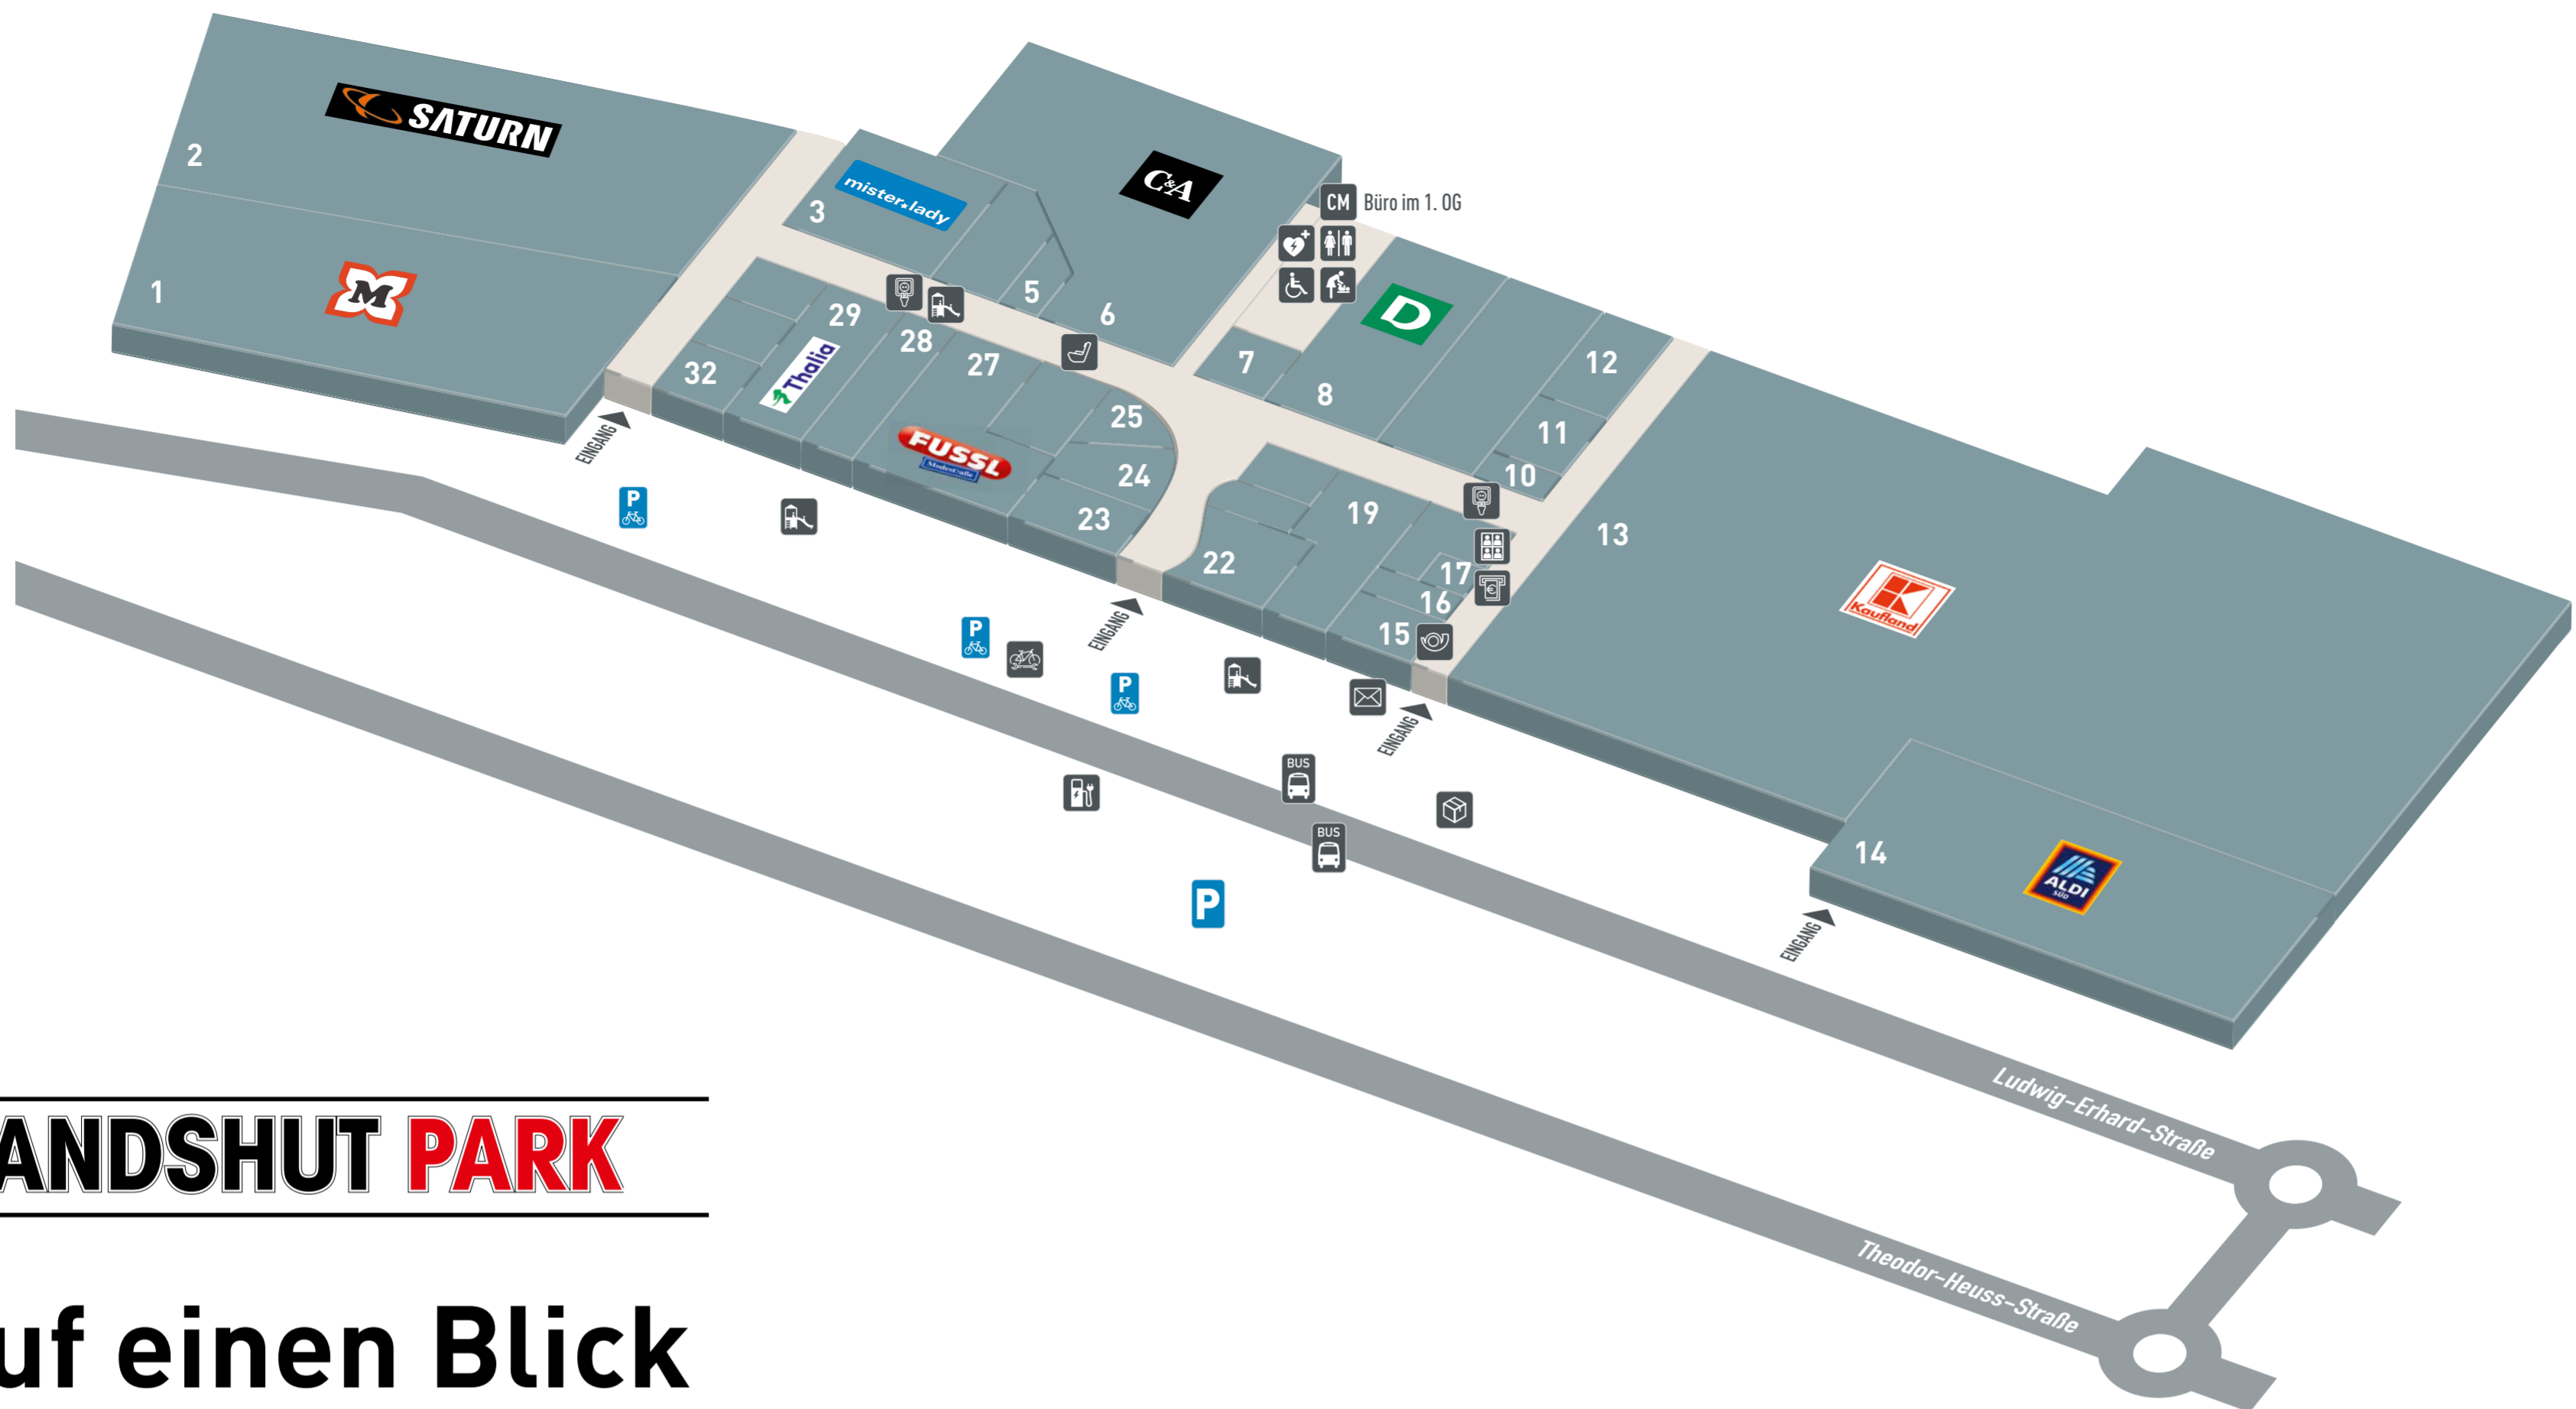 SATURN
2
M
1
mister*lady
3
C&A
CM Büro im 1. OG
5
6
D
7
8
12
11
10
29
28
27
Thalia
32
25
24
23
FUSSL
Modestraße
EINGANG
P
19
13
22
17
16
15
Kaufland
EINGANG
P
P
EINGANG
BUS
BUS
P
14
ALDI
SÜD
EINGANG
Ludwig-Erhard-Straße
Theodor-Heuss-Straße
ANDSHUT PARK
uf einen Blick